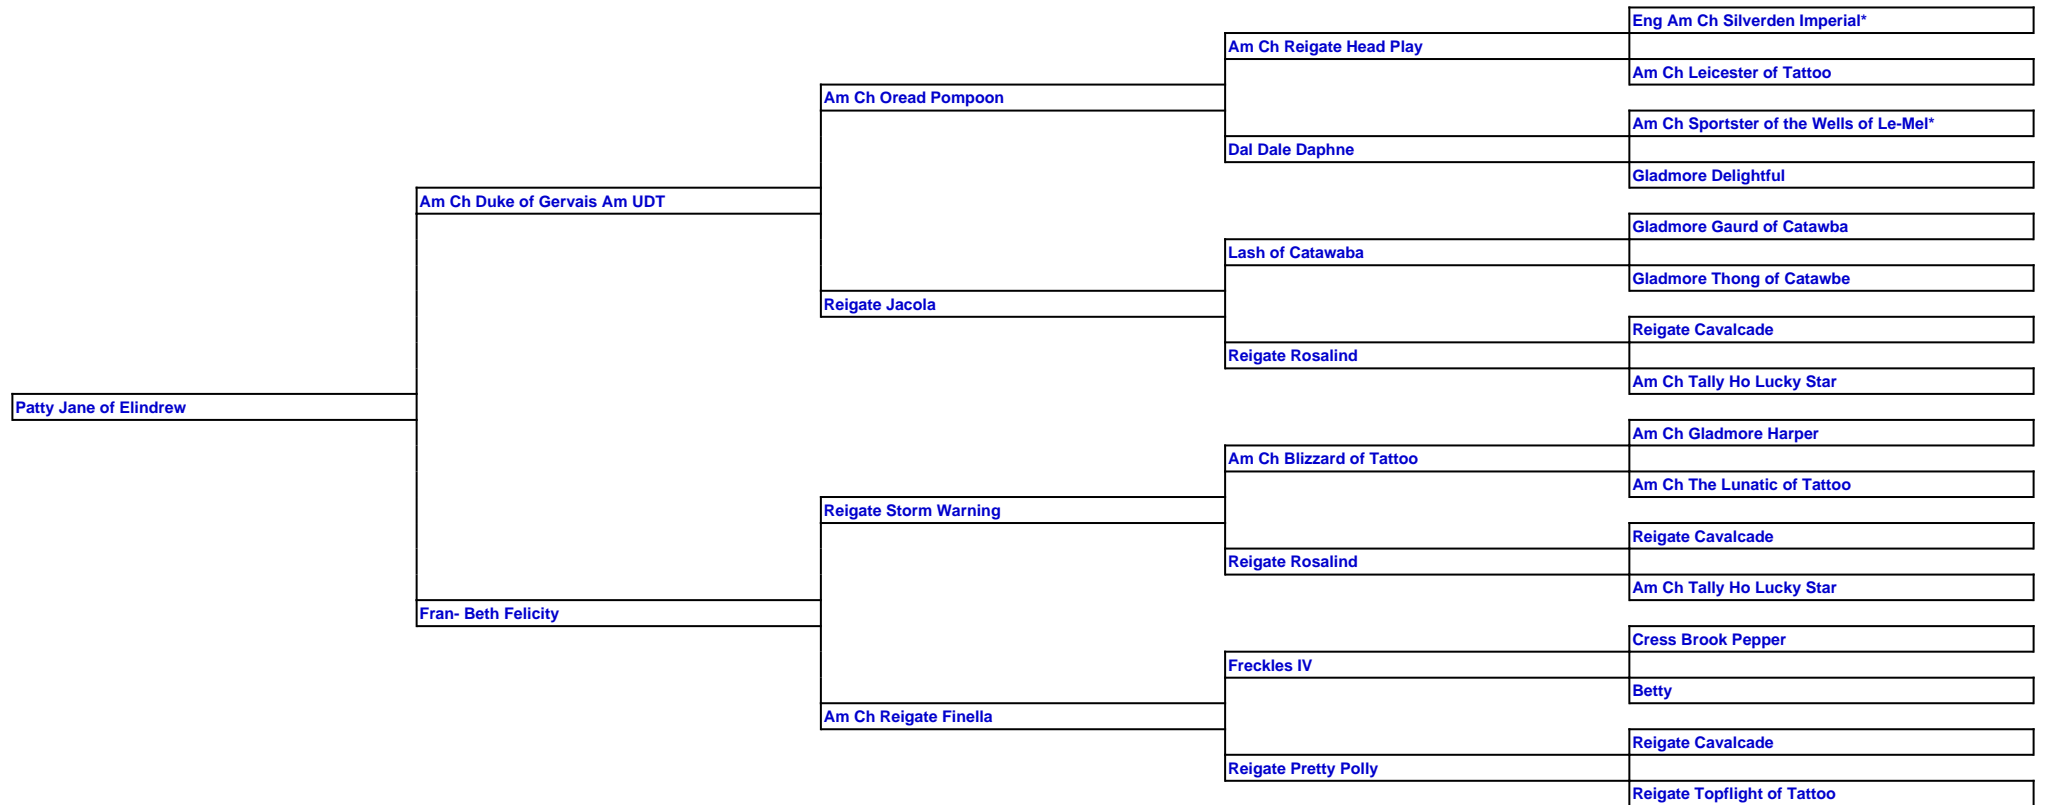 Eng Am Ch Silverden Imperial*
Am Ch Reigate Head Play
Am Ch Leicester of Tattoo
Am Ch Oread Pompoon
Am Ch Sportster of the Wells of Le-Mel*
Dal Dale Daphne
Gladmore Delightful
Am Ch Duke of Gervais Am UDT
Gladmore Gaurd of Catawba
Lash of Catawaba
Gladmore Thong of Catawbe
Reigate Jacola
Reigate Cavalcade
Reigate Rosalind
Am Ch Tally Ho Lucky Star
Patty Jane of Elindrew
Am Ch Gladmore Harper
Am Ch Blizzard of Tattoo
Am Ch The Lunatic of Tattoo
Reigate Storm Warning
Reigate Cavalcade
Reigate Rosalind
Am Ch Tally Ho Lucky Star
Fran- Beth Felicity
Cress Brook Pepper
Freckles IV
Betty
Am Ch Reigate Finella
Reigate Cavalcade
Reigate Pretty Polly
Reigate Topflight of Tattoo